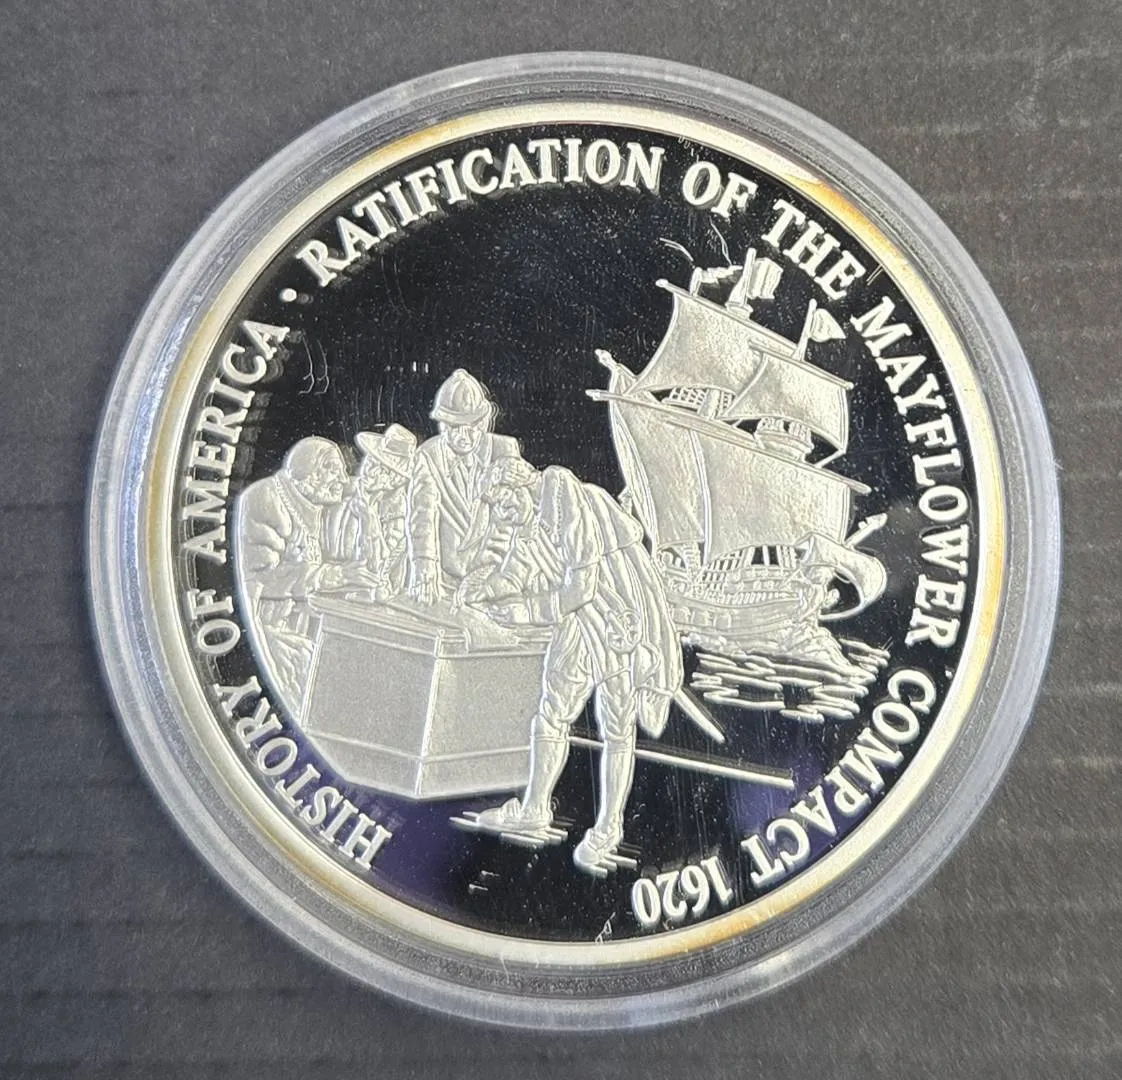 HISTORY OF AMERICA · RATIFICATION OF THE MAYFLOWER COMPACT 1620